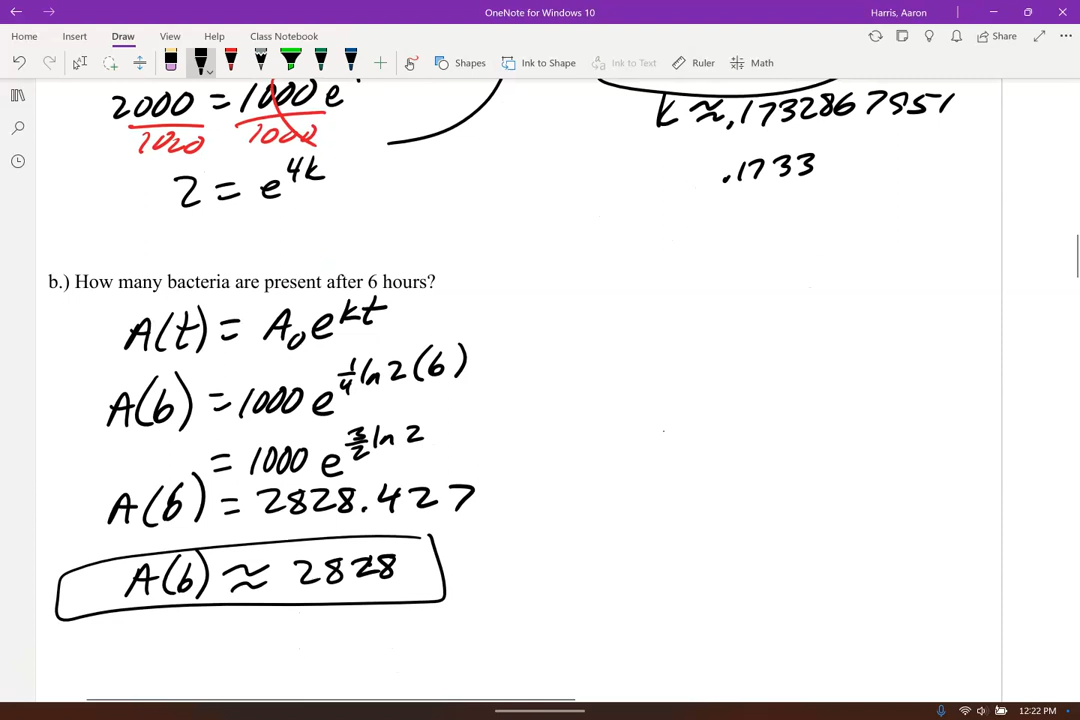 OneNote for Windows 10
Harris, Aaron
Home Insert Draw View Help Class Notebook
Share
Shapes Ink to Shape Ink to Text Ruler Math
2000 = 1000 e
1000 1000
k ≈ .1732867951
.1733
2 = e^4k
b.) How many bacteria are present after 6 hours?
A(t) = A₀e^kt
A(6) = 1000 e^1/4 ln 2 (6)
= 1000 e^3/2 ln 2
A(6) = 2828.427
A(6) ≈ 2828
12:22 PM